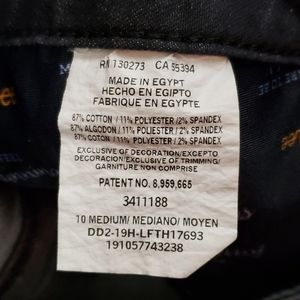 RN 130273 CA 55394
MADE IN EGYPT
HECHO EN EGIPTO
FABRIQUE EN EGYPTE
87% COTTON / 11% POLYESTER / 2% SPANDEX
87% ALGODON / 11% POLYESTER / 2% SPANDEX
87% COTON / 11% POLYESTER / 2% SPANDEX
EXCLUSIVE OF DECORATION/EXCEPTO
DECORACION/EXCLUSIVE OF TRIMMING/
GARNITURE NON COMPRISE
PATENT NO. 8,959,665
3411188
10 MEDIUM/ MEDIANO/ MOYEN
DD2-19H-LFTH17693
191057743238